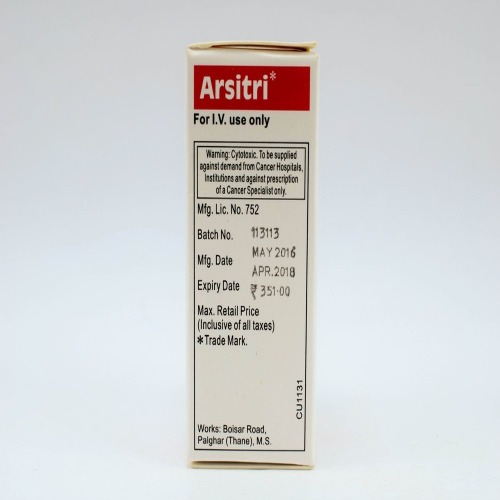 Arsitri*
For I.V. use only
Warning: Cytotoxic. To be supplied
against demand from Cancer Hospitals,
Institutions and against prescription
of a Cancer Specialist only.
Mfg. Lic. No. 752
Batch No. 113113
Mfg. Date MAY 2016
Expiry Date APR.2018
₹ 351.00
Max. Retail Price
(Inclusive of all taxes)
*Trade Mark.
CU1131
Works: Boisar Road,
Palghar (Thane), M.S.